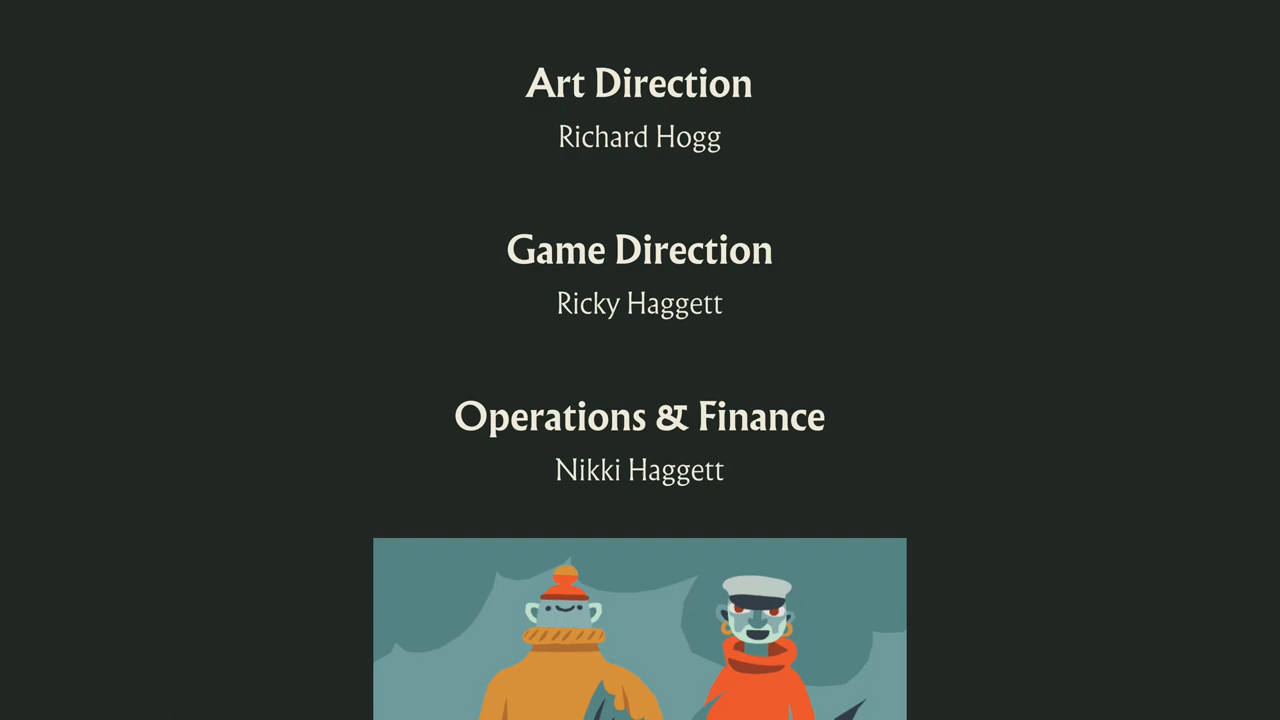 Art Direction
Richard Hogg
Game Direction
Ricky Haggett
Operations & Finance
Nikki Haggett